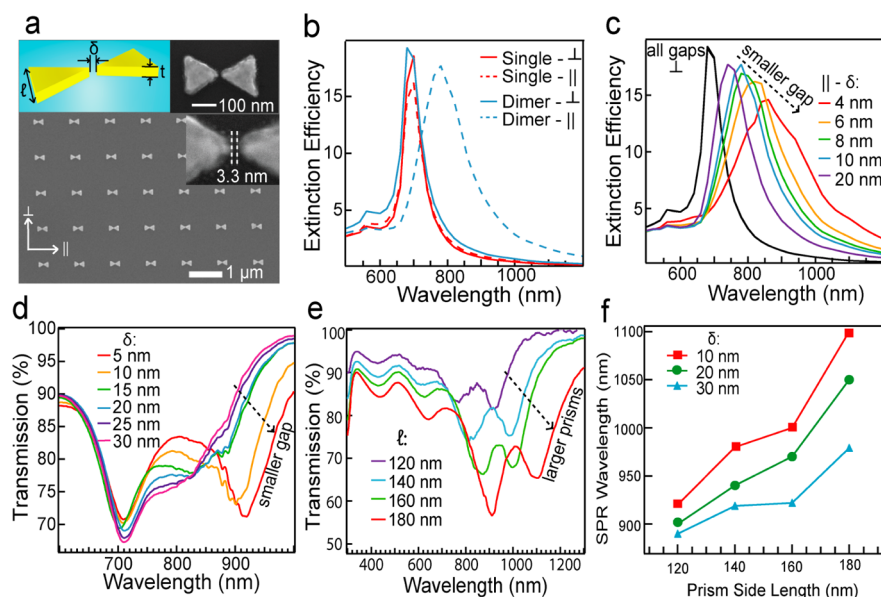 a
δ
ℓ
t
100 nm
3.3 nm
⊥
||
1 μm
b
Extinction Efficiency
15
10
5
800
1000
Wavelength (nm)
Single - ⊥
Single - ||
Dimer - ⊥
Dimer - ||
c
Extinction Efficiency
15
10
5
600
800
1000
Wavelength (nm)
all gaps
⊥
smaller gap
|| - δ:
4 nm
6 nm
8 nm
10 nm
20 nm
d
Transmission (%)
100
95
90
85
80
75
70
65
700
800
900
Wavelength (nm)
δ:
5 nm
10 nm
15 nm
20 nm
25 nm
30 nm
smaller gap
e
Transmission (%)
100
90
80
70
60
50
400
600
800
1000
1200
Wavelength (nm)
ℓ:
120 nm
140 nm
160 nm
180 nm
larger prisms
f
SPR Wavelength (nm)
1100
1050
1000
950
900
120
140
160
180
Prism Side Length (nm)
δ:
10 nm
20 nm
30 nm